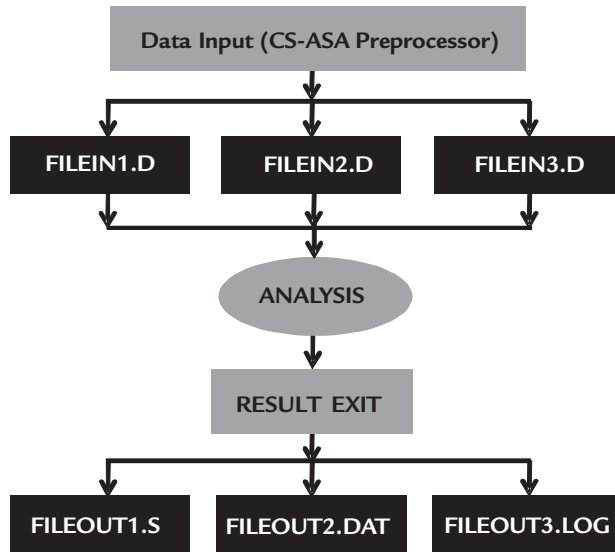 Data Input (CS-ASA Preprocessor)
FILEIN1.D
FILEIN2.D
FILEIN3.D
ANALYSIS
RESULT EXIT
FILEOUT1.S
FILEOUT2.DAT
FILEOUT3.LOG